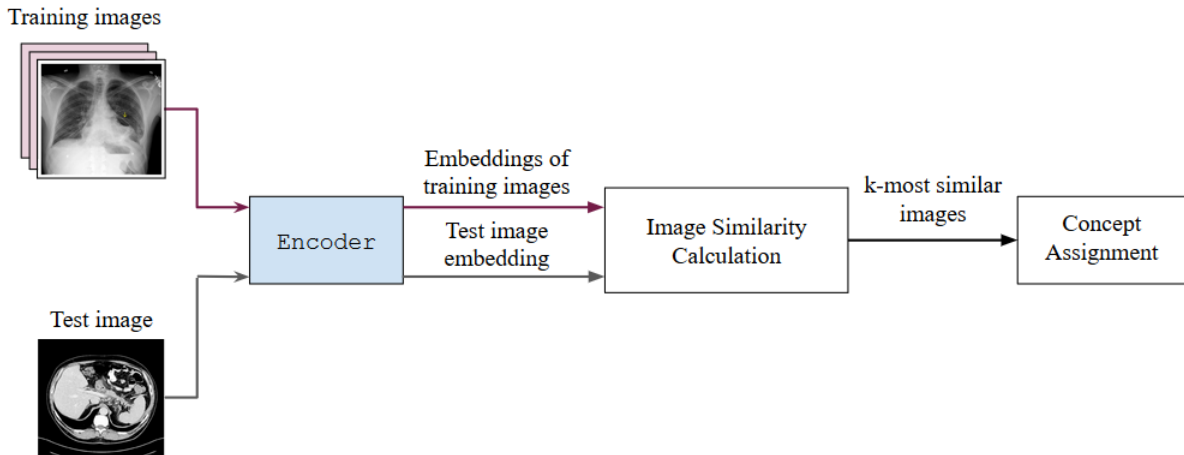 Training images
Embeddings of
training images
k-most similar
images
Encoder
Test image
embedding
Image Similarity
Calculation
Concept
Assignment
Test image